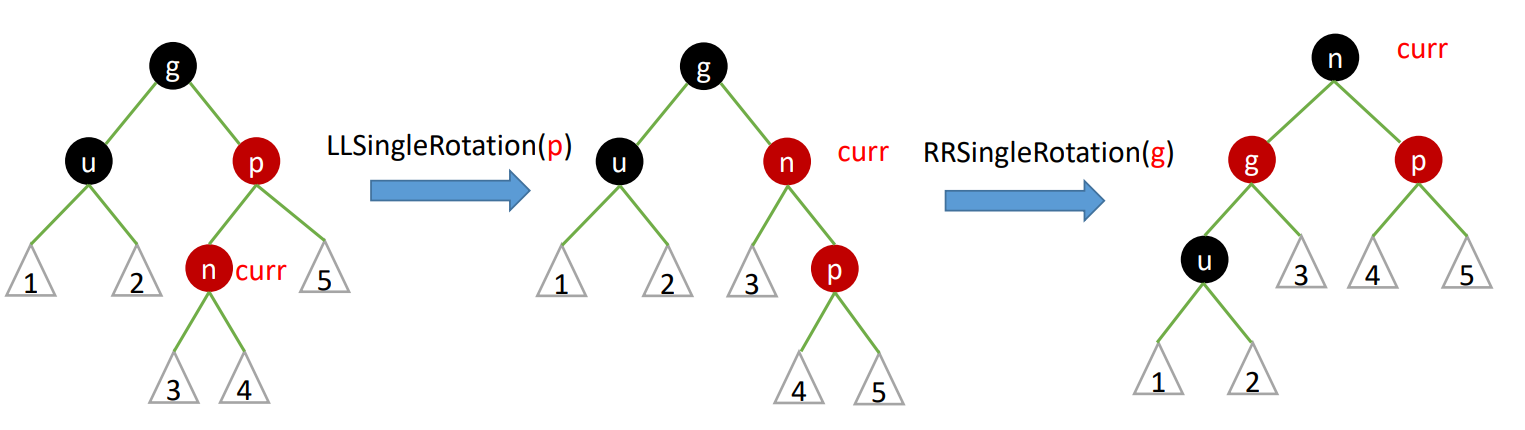 g
u
p
n curr
1
2
5
3
4
LLSingleRotation(p)
g
u
n curr
1
2
3
p
4
5
RRSingleRotation(g)
n curr
g
p
u
3
4
5
1
2